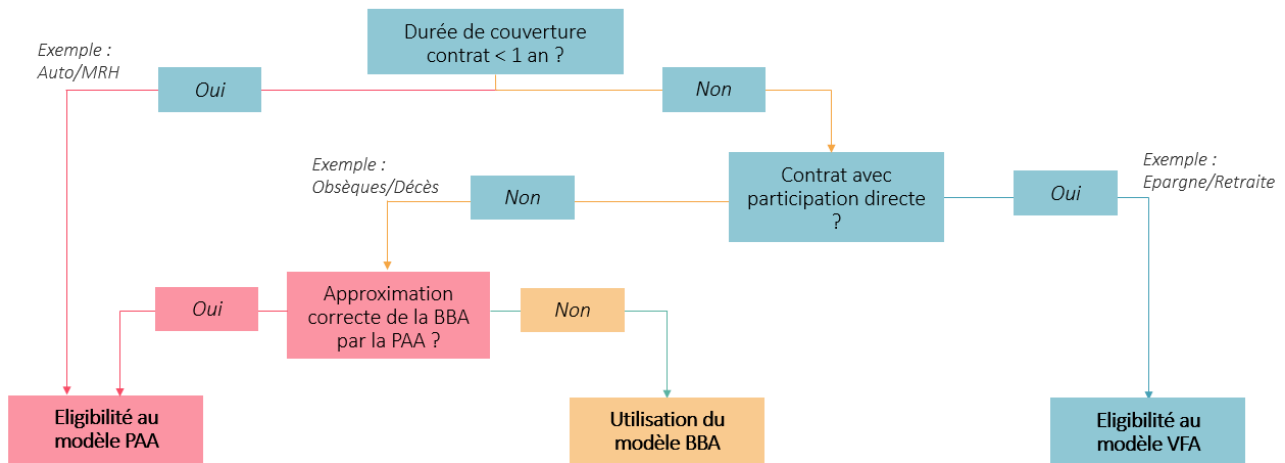 Durée de couverture
contrat < 1 an ?
Exemple :
Auto/MRH
Oui
Non
Exemple :
Obsèques/Décès
Non
Contrat avec
participation directe
?
Oui
Exemple :
Epargne/Retraite
Oui
Approximation
correcte de la BBA
par la PAA ?
Non
Eligibilité au
modèle PAA
Utilisation du
modèle BBA
Eligibilité au
modèle VFA